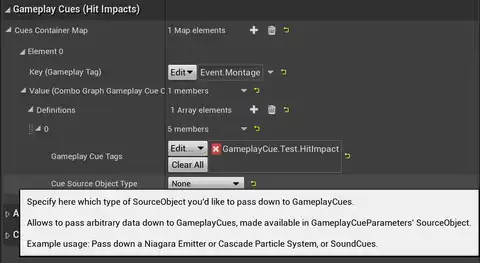 Gameplay Cues (Hit Impacts)
Cues Container Map 1 Map elements
Element 0
Key (Gameplay Tag) Edit Event.Montage
Value (Combo Graph Gameplay Cue C 1 members
Definitions 1 Array elements
0 5 members
Gameplay Cue Tags Edit... GameplayCue.Test.HitImpact
Clear All
Cue Source Object Type None
Specify here which type of SourceObject you'd like to pass down to GameplayCues.
Allows to pass arbitrary data down to GameplayCues, made available in GameplayCueParameters' SourceObject.
Example usage: Pass down a Niagara Emitter or Cascade Particle System, or SoundCues.